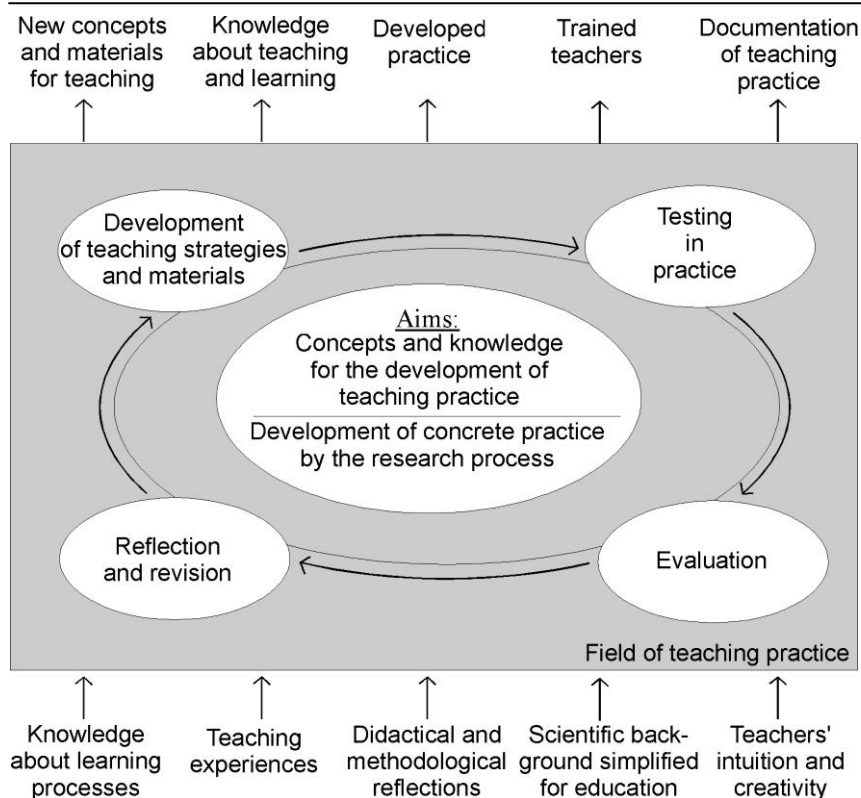 New concepts
and materials
for teaching
Knowledge
about teaching
and learning
Developed
practice
Trained
teachers
Documentation
of teaching
practice
Development
of teaching strategies
and materials
Testing
in
practice
Aims:
Concepts and knowledge
for the development of
teaching practice
Development of concrete practice
by the research process
Reflection
and revision
Evaluation
Field of teaching practice
Knowledge
about learning
processes
Teaching
experiences
Didactical and
methodological
reflections
Scientific back-
ground simplified
for education
Teachers'
intuition and
creativity